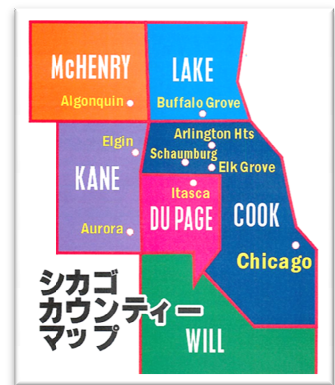 McHENRY
LAKE
Algonquin
Buffalo Grove
Arlington Hts
Elgin
Schaumburg
Elk Grove
KANE
Itasca
DU PAGE
COOK
Aurora
Chicago
シカゴ
カウンティー
マップ
WILL